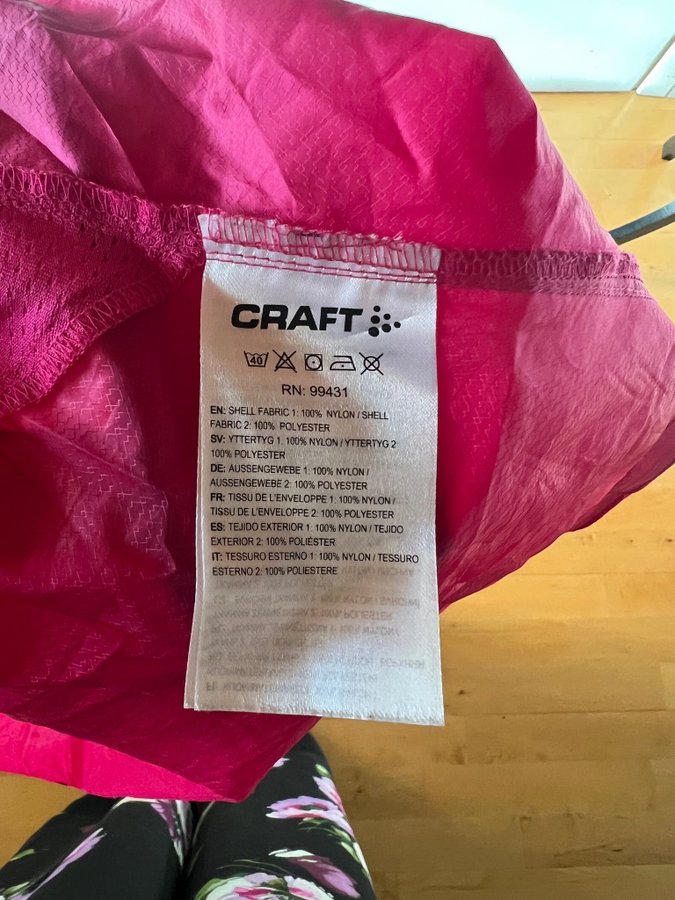 CRAFT
40
RN: 99431
EN: SHELL FABRIC 1: 100% NYLON / SHELL
FABRIC 2: 100% POLYESTER
SV: YTTERTYG 1: 100% NYLON / YTTERTYG 2:
100% POLYESTER
DE: AUSSENGEWEBE 1: 100% NYLON /
AUSSENGEWEBE 2: 100% POLYESTER
FR: TISSU DE L'ENVELOPPE 1: 100% NYLON /
TISSU DE L'ENVELOPPE 2: 100% POLYESTER
ES: TEJIDO EXTERIOR 1: 100% NYLON / TEJIDO
EXTERIOR 2: 100% POLIÉSTER
IT: TESSURO ESTERNO 1: 100% NYLON / TESSURO
ESTERNO 2: 100% POLIESTERE